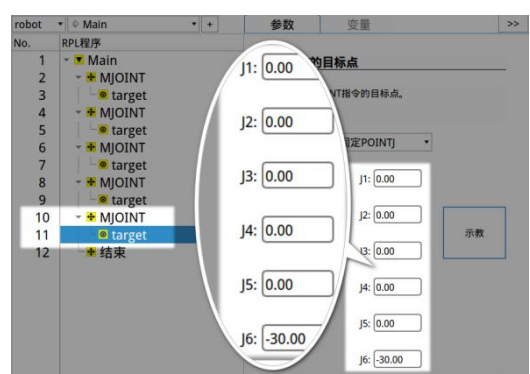 robot Main + 参数 变量 >>
No. RPL程序
1 Main
2 MJOINT
3 target
4 MJOINT
5 target
6 MJOINT
7 target
8 MJOINT
9 target
10 MJOINT
11 target
12 结束
的目标点
NT指令的目标点。
定POINTJ
J1: 0.00
J2: 0.00
J3: 0.00
J4: 0.00
J5: 0.00
J6: -30.00
J1: 0.00
J2: 0.00
J3: 0.00
J4: 0.00
J5: 0.00
J6: -30.00
示教